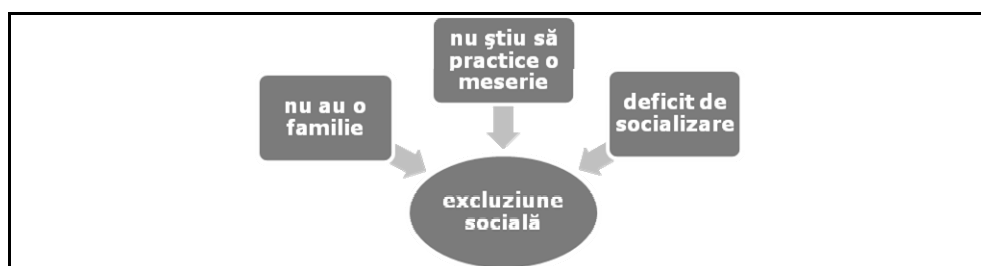 nu ştiu să
practice o
meserie
nu au o
familie
deficit de
socializare
excluziune
socială